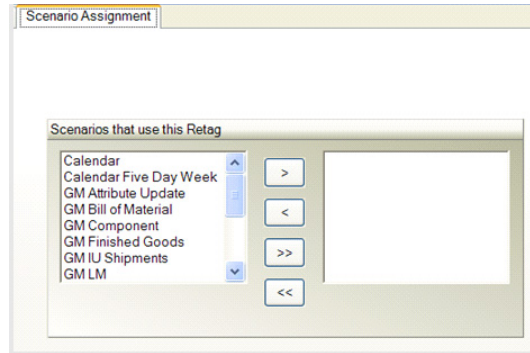 Scenario Assignment
Scenarios that use this Retag
Calendar
Calendar Five Day Week
GM Attribute Update
GM Bill of Material
GM Component
GM Finished Goods
GM IU Shipments
GM LM
>
<
>>
<<